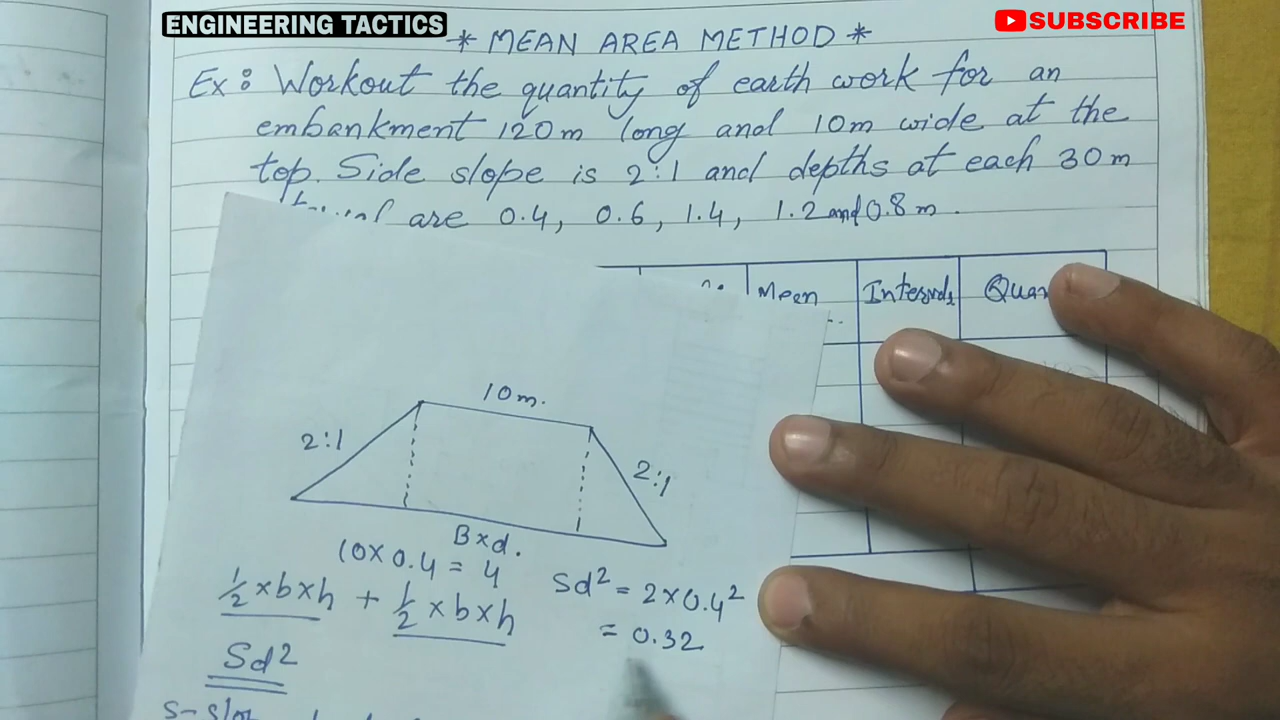 ENGINEERING TACTICS
SUBSCRIBE
* MEAN AREA METHOD *
Ex: Workout the quantity of earth work for an
embankment 120m long and 10m wide at the
top. Side slope is 2:1 and depths at each 30m
are 0.4, 0.6, 1.4, 1.2 and 0.8m.
Mean
10m.
2:1
2:1
B×d.
10×0.4 = 4
½×b×h + ½×b×h
Sd²
Sd² = 2×0.4²
= 0.32